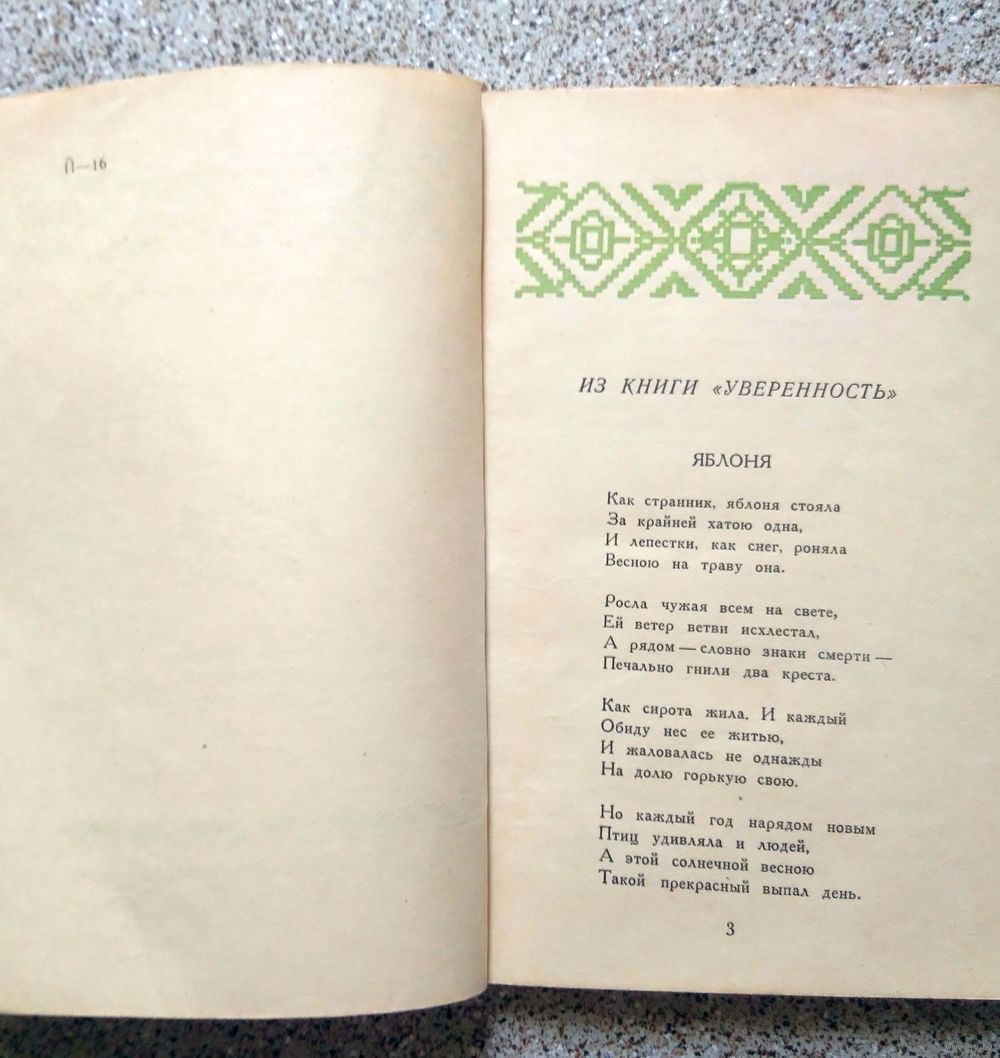 П—16
ИЗ КНИГИ «УВЕРЕННОСТЬ»
ЯБЛОНЯ
Как странник, яблоня стояла
За крайней хатою одна,
И лепестки, как снег, роняла
Весною на траву она.
Росла чужая всем на свете,
Ей ветер ветви исхлестал,
А рядом — словно знаки смерти —
Печально гнили два креста.
Как сирота жила. И каждый
Обиду нес ее житью,
И жаловалась не однажды
На долю горькую свою.
Но каждый год нарядом новым
Птиц удивляла и людей,
А этой солнечной весною
Такой прекрасный выпал день.
3